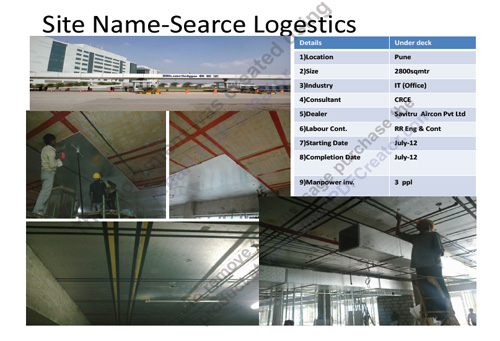 Site Name-Searce Logestics
Details Under deck
1)Location Pune
2)Size 2800sqmtr
3)Industry IT (Office)
4)Consultant CRCE
5)Dealer Savitru Aircon Pvt Ltd
6)Labour Cont. RR Eng & Cont
7)Starting Date July-12
8)Completion Date July-12
9)Manpower inv. 3 ppl